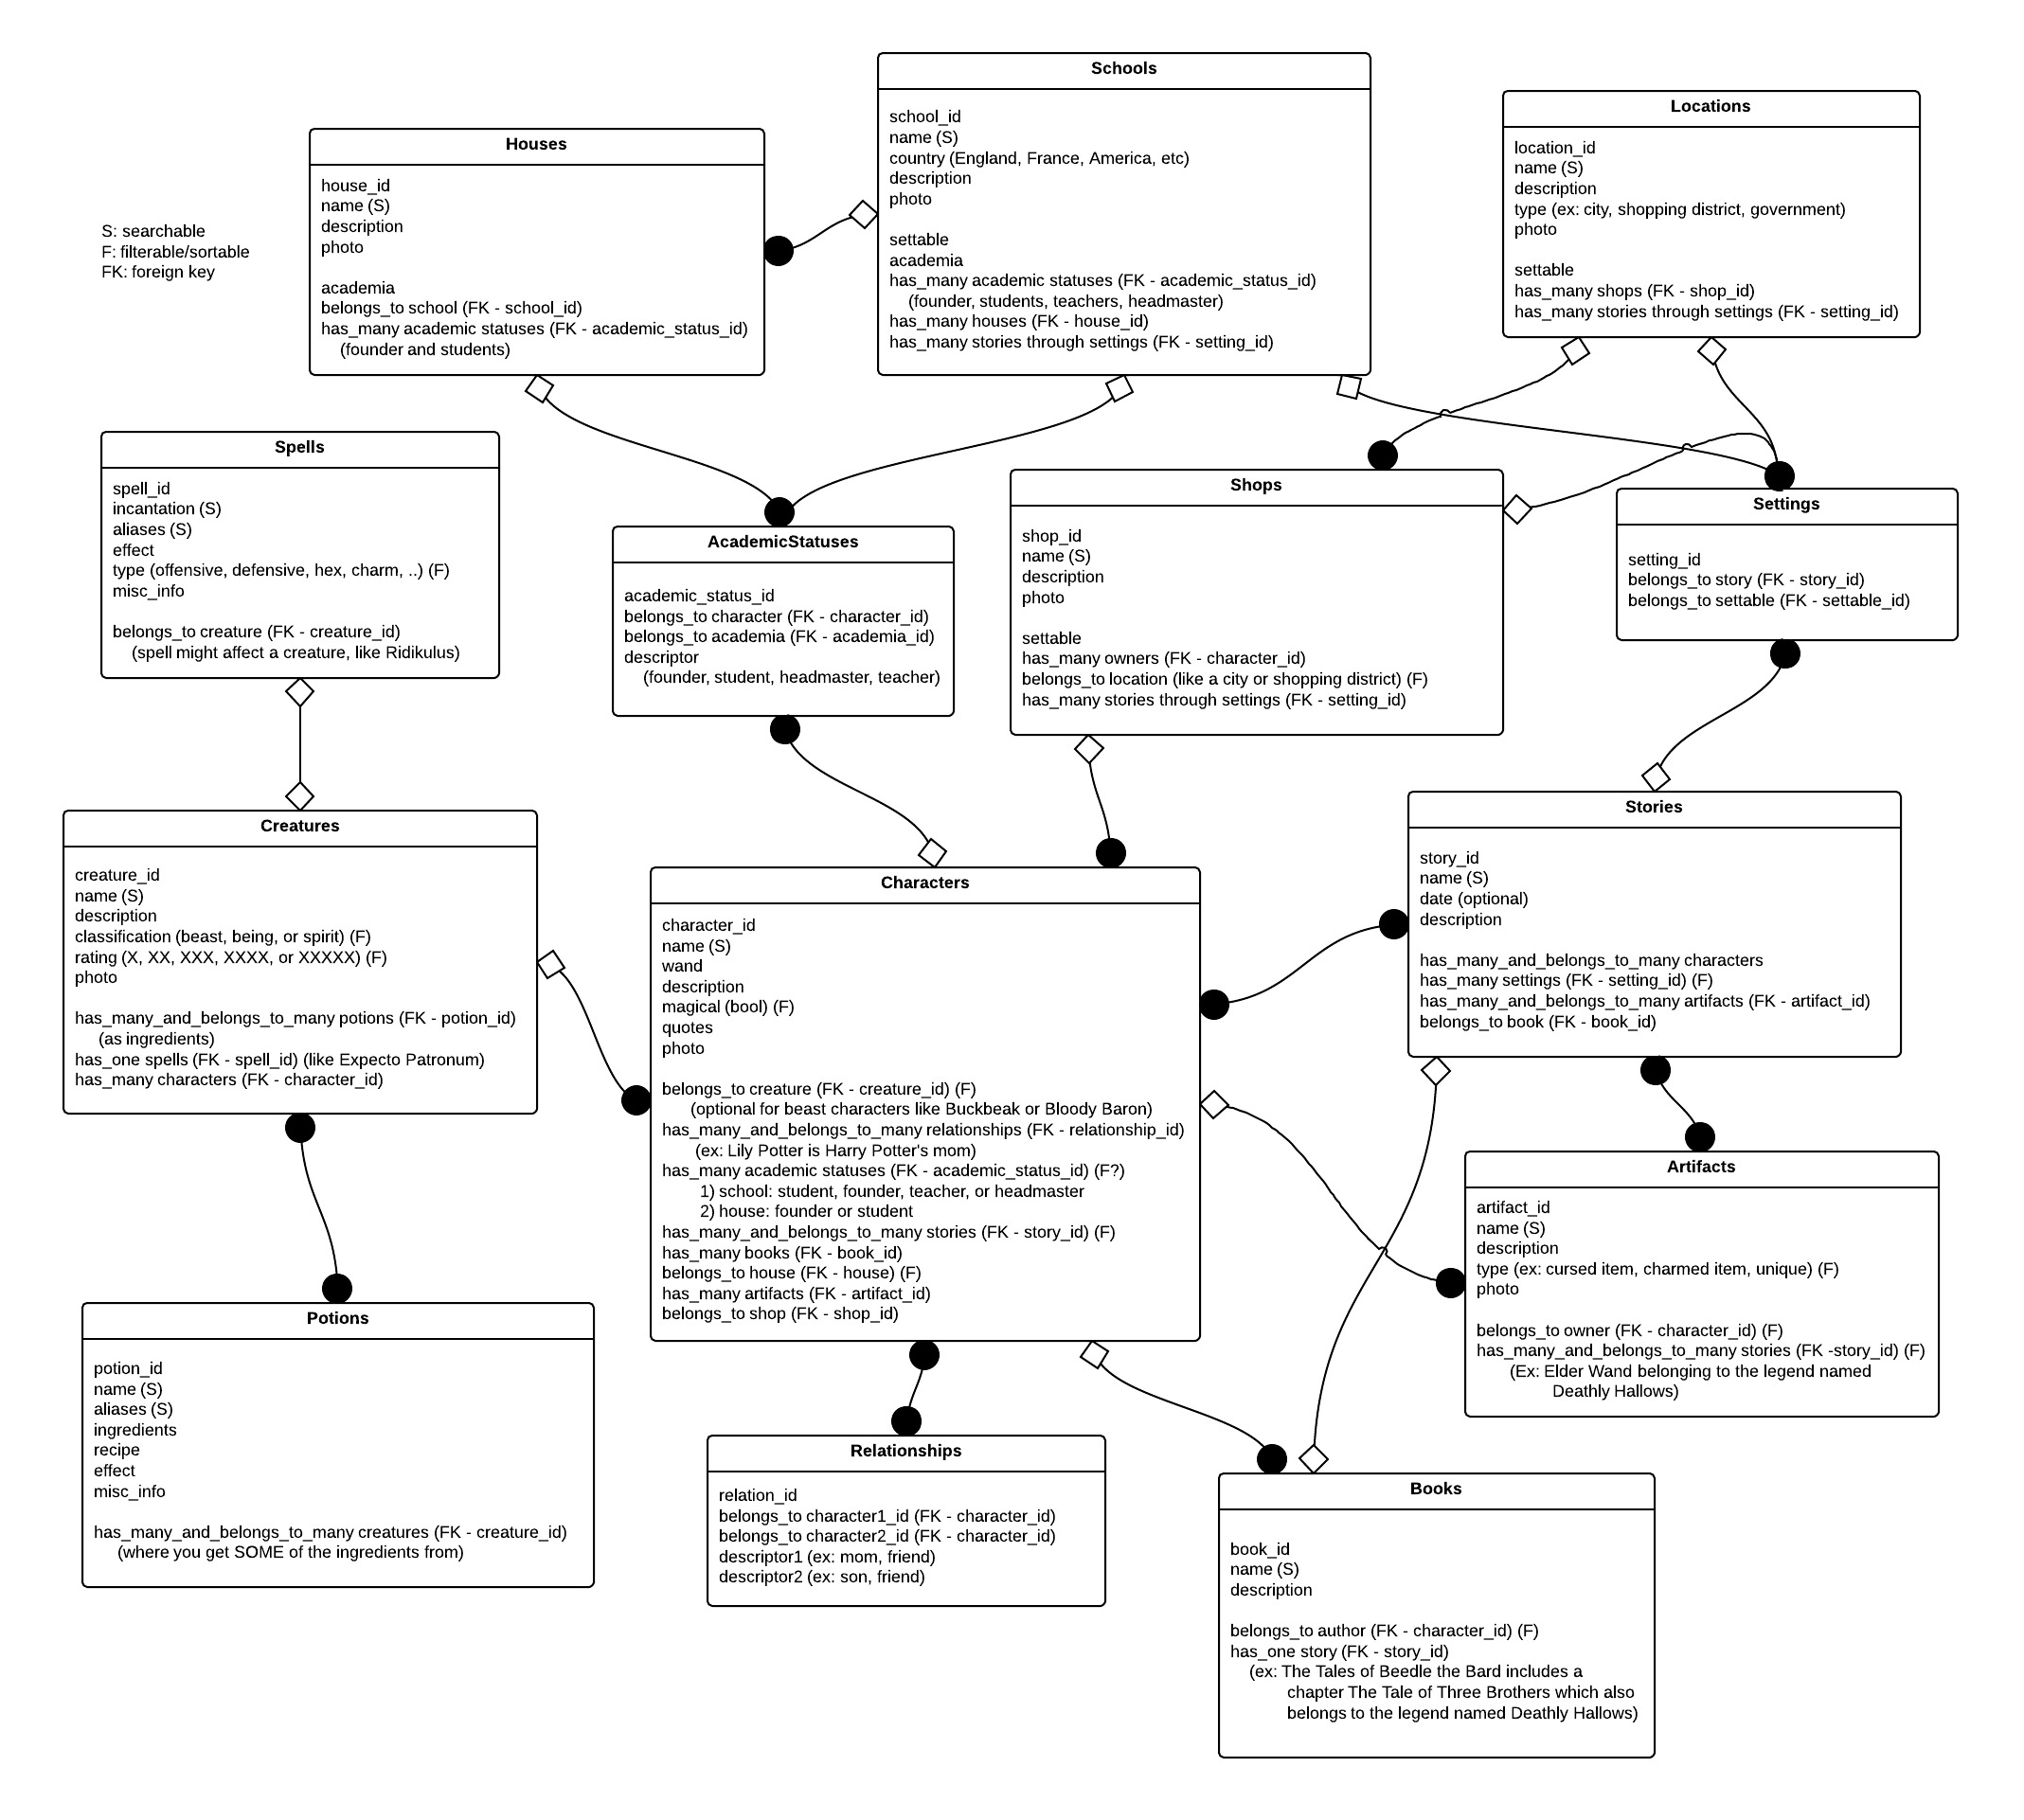 Schools
school_id
name (S)
country (England, France, America, etc)
description
photo
settable
academia
has_many academic statuses (FK - academic_status_id)
(founder, students, teachers, headmaster)
has_many houses (FK - house_id)
has_many stories through settings (FK - setting_id)
Locations
location_id
name (S)
description
type (ex: city, shopping district, government)
photo
settable
has_many shops (FK - shop_id)
has_many stories through settings (FK - setting_id)
Houses
house_id
name (S)
description
photo
academia
belongs_to school (FK - school_id)
has_many academic statuses (FK - academic_status_id)
(founder and students)
S: searchable
F: filterable/sortable
FK: foreign key
Spells
spell_id
incantation (S)
aliases (S)
effect
type (offensive, defensive, hex, charm, ..) (F)
misc_info
belongs_to creature (FK - creature_id)
(spell might affect a creature, like Ridikulus)
AcademicStatuses
academic_status_id
belongs_to character (FK - character_id)
belongs_to academia (FK - academia_id)
descriptor
(founder, student, headmaster, teacher)
Shops
shop_id
name (S)
description
photo
settable
has_many owners (FK - character_id)
belongs_to location (like a city or shopping district) (F)
has_many stories through settings (FK - setting_id)
Settings
setting_id
belongs_to story (FK - story_id)
belongs_to settable (FK - settable_id)
Creatures
creature_id
name (S)
description
classification (beast, being, or spirit) (F)
rating (X, XX, XXX, XXXX, or XXXXX) (F)
photo
has_many_and_belongs_to_many potions (FK - potion_id)
(as ingredients)
has_one spells (FK - spell_id) (like Expecto Patronum)
has_many characters (FK - character_id)
Characters
character_id
name (S)
wand
description
magical (bool) (F)
quotes
photo
belongs_to creature (FK - creature_id) (F)
(optional for beast characters like Buckbeak or Bloody Baron)
has_many_and_belongs_to_many relationships (FK - relationship_id)
(ex: Lily Potter is Harry Potter's mom)
has_many academic statuses (FK - academic_status_id) (F?)
1) school: student, founder, teacher, or headmaster
2) house: founder or student
has_many_and_belongs_to_many stories (FK - story_id) (F)
has_many books (FK - book_id)
belongs_to house (FK - house) (F)
has_many artifacts (FK - artifact_id)
belongs_to shop (FK - shop_id)
Stories
story_id
name (S)
date (optional)
description
has_many_and_belongs_to_many characters
has_many settings (FK - setting_id) (F)
has_many_and_belongs_to_many artifacts (FK - artifact_id)
belongs_to book (FK - book_id)
Artifacts
artifact_id
name (S)
description
type (ex: cursed item, charmed item, unique) (F)
photo
belongs_to owner (FK - character_id) (F)
has_many_and_belongs_to_many stories (FK -story_id) (F)
(Ex: Elder Wand belonging to the legend named
Deathly Hallows)
Potions
potion_id
name (S)
aliases (S)
ingredients
recipe
effect
misc_info
has_many_and_belongs_to_many creatures (FK - creature_id)
(where you get SOME of the ingredients from)
Relationships
relation_id
belongs_to character1_id (FK - character_id)
belongs_to character2_id (FK - character_id)
descriptor1 (ex: mom, friend)
descriptor2 (ex: son, friend)
Books
book_id
name (S)
description
belongs_to author (FK - character_id) (F)
has_one story (FK - story_id)
(ex: The Tales of Beedle the Bard includes a
chapter The Tale of Three Brothers which also
belongs to the legend named Deathly Hallows)